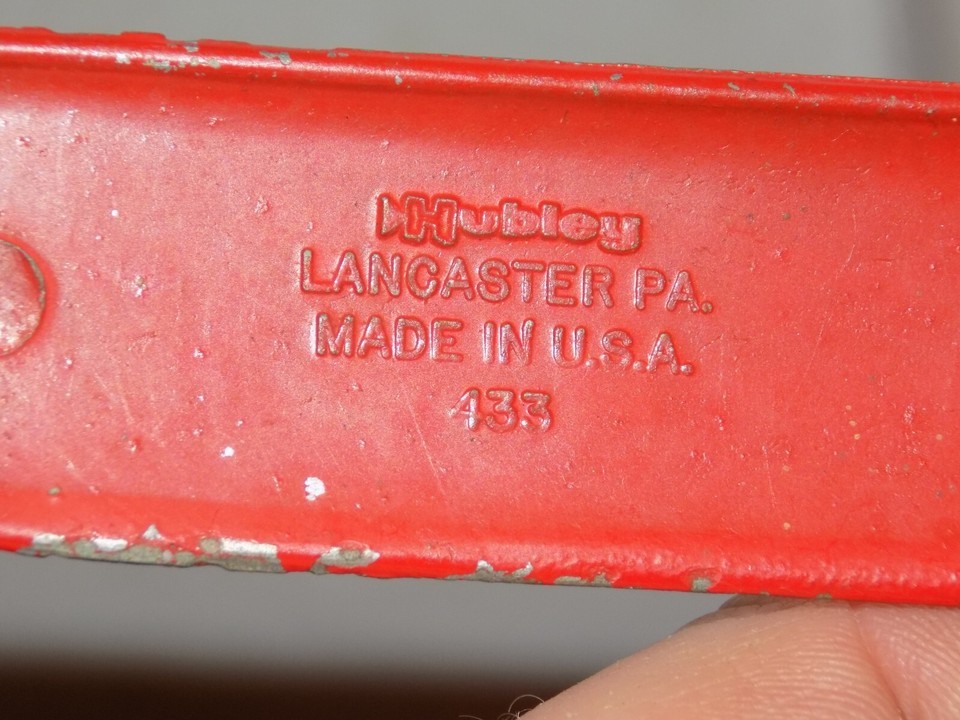 Hubley
LANCASTER PA.
MADE IN U.S.A.
433